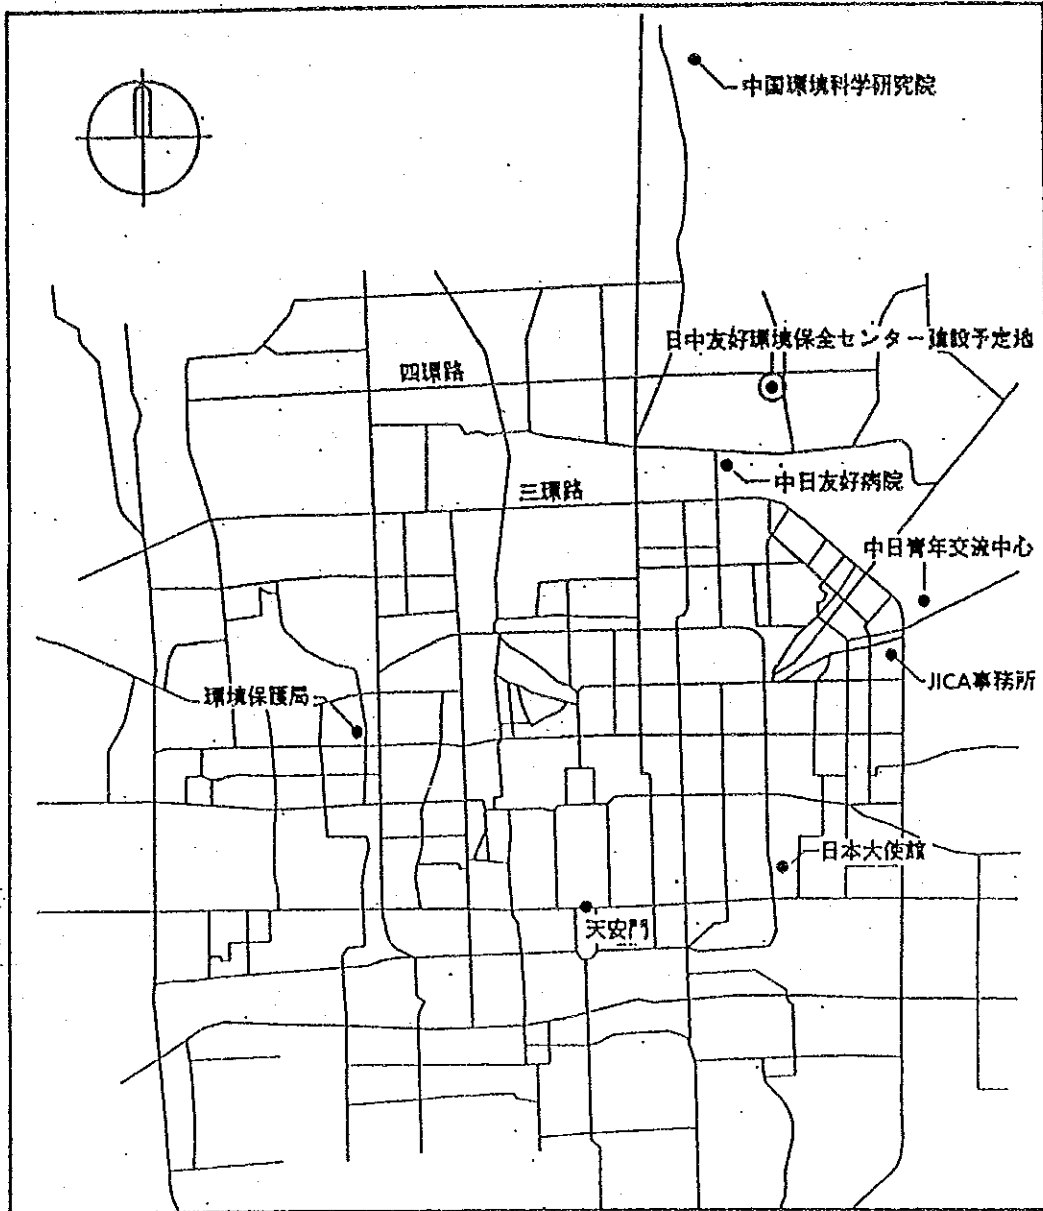 中国環境科学研究院
日中友好環境保全センター建設予定地
四環路
中日友好病院
三環路
中日青年交流中心
JICA事務所
環境保護局
日本大使館
天安門